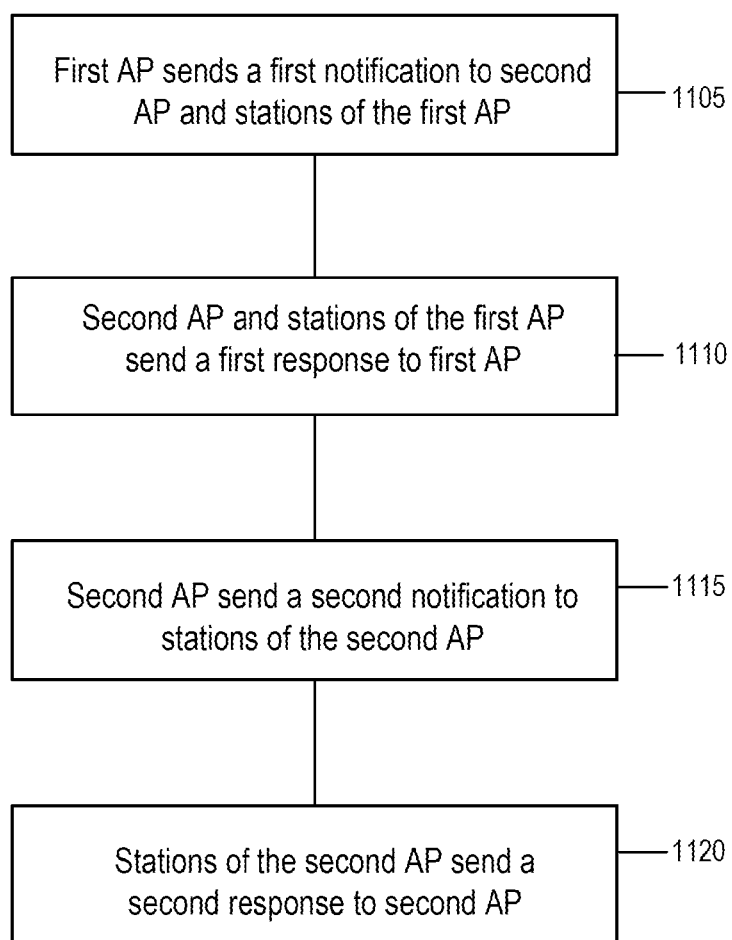 First AP sends a first notification to second
AP and stations of the first AP
1105
Second AP and stations of the first AP
send a first response to first AP
1110
Second AP send a second notification to
stations of the second AP
1115
Stations of the second AP send a
second response to second AP
1120